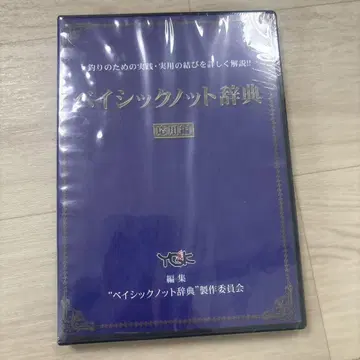 釣りのための実践・実用の結びを詳しく解説!!
ベイシックノット辞典
応用編
YGK
編・集
“ベイシックノット辞典”製作委員会